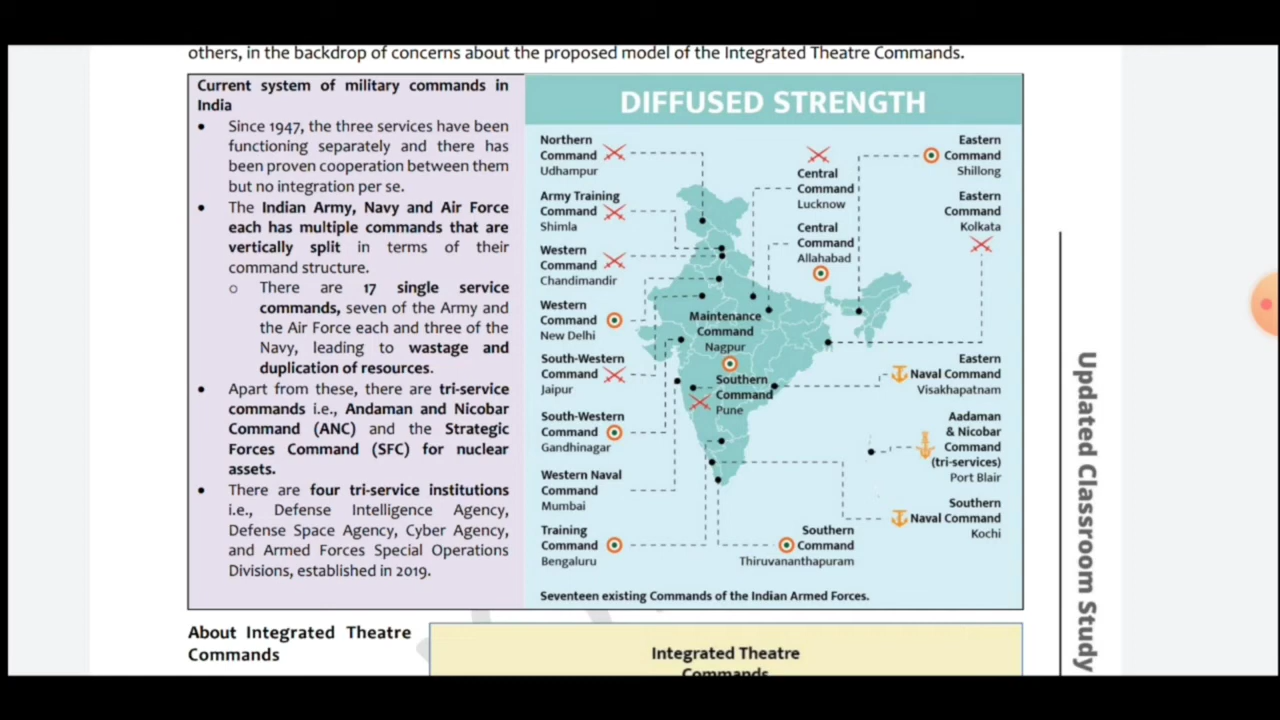 others, in the backdrop of concerns about the proposed model of the Integrated Theatre Commands.
Current system of military commands in
India
• Since 1947, the three services have been
functioning separately and there has
been proven cooperation between them
but no integration per se.
• The Indian Army, Navy and Air Force
each has multiple commands that are
vertically split in terms of their
command structure.
o There are 17 single service
commands, seven of the Army and
the Air Force each and three of the
Navy, leading to wastage and
duplication of resources.
• Apart from these, there are tri-service
commands i.e., Andaman and Nicobar
Command (ANC) and the Strategic
Forces Command (SFC) for nuclear
assets.
• There are four tri-service institutions
i.e., Defense Intelligence Agency,
Defense Space Agency, Cyber Agency,
and Armed Forces Special Operations
Divisions, established in 2019.
DIFFUSED STRENGTH
Northern
Command
Udhampur
Army Training
Command
Shimla
Western
Command
Chandimandir
Western
Command
New Delhi
South-Western
Command
Jaipur
South-Western
Command
Gandhinagar
Western Naval
Command
Mumbai
Training
Command
Bengaluru
Central
Command
Lucknow
Central
Command
Allahabad
Maintenance
Command
Nagpur
Southern
Command
Pune
Southern
Command
Thiruvananthapuram
Eastern
Command
Shillong
Eastern
Command
Kolkata
Eastern
Naval Command
Visakhapatnam
Aadaman
& Nicobar
Command
(tri-services)
Port Blair
Southern
Naval Command
Kochi
Seventeen existing Commands of the Indian Armed Forces.
About Integrated Theatre
Commands
Integrated Theatre
Commands
Updated Classroom Study